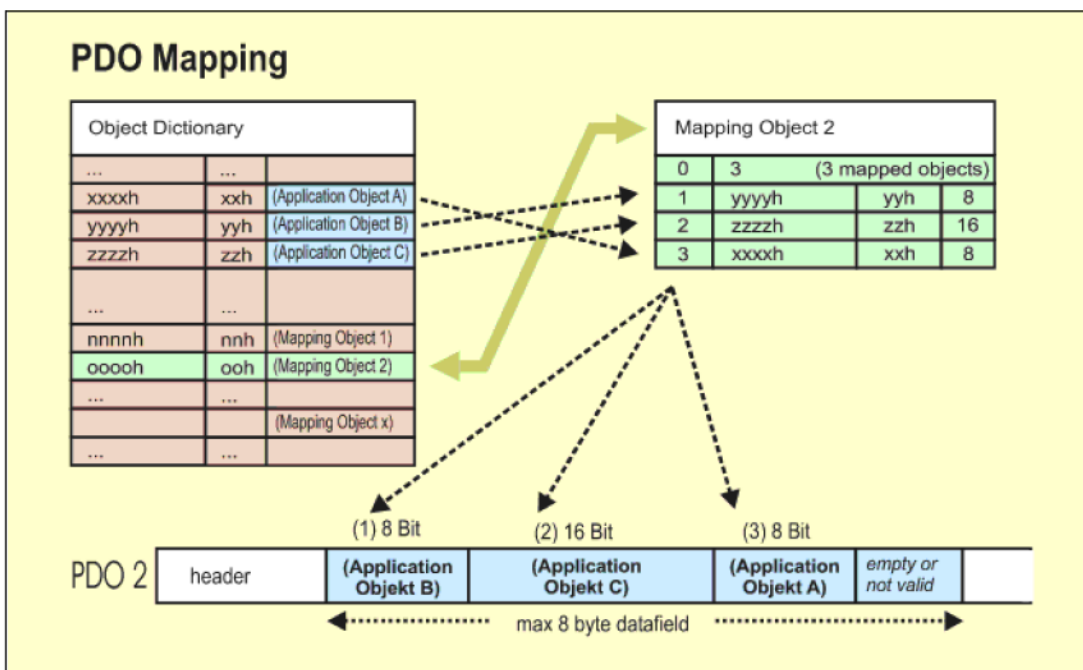 PDO Mapping
Object Dictionary
... ...
xxxxh xxh (Application Object A)
yyyyh yyh (Application Object B)
zzzzh zzh (Application Object C)
... ...
nnnnh nnh (Mapping Object 1)
ooooh ooh (Mapping Object 2)
... ...
(Mapping Object x)
... ...
Mapping Object 2
0 3 (3 mapped objects)
1 yyyyh yyh 8
2 zzzzh zzh 16
3 xxxxh xxh 8
(1) 8 Bit (2) 16 Bit (3) 8 Bit
PDO 2
header
(Application
Objekt B)
(Application
Objekt C)
(Application
Objekt A)
empty or
not valid
max 8 byte datafield